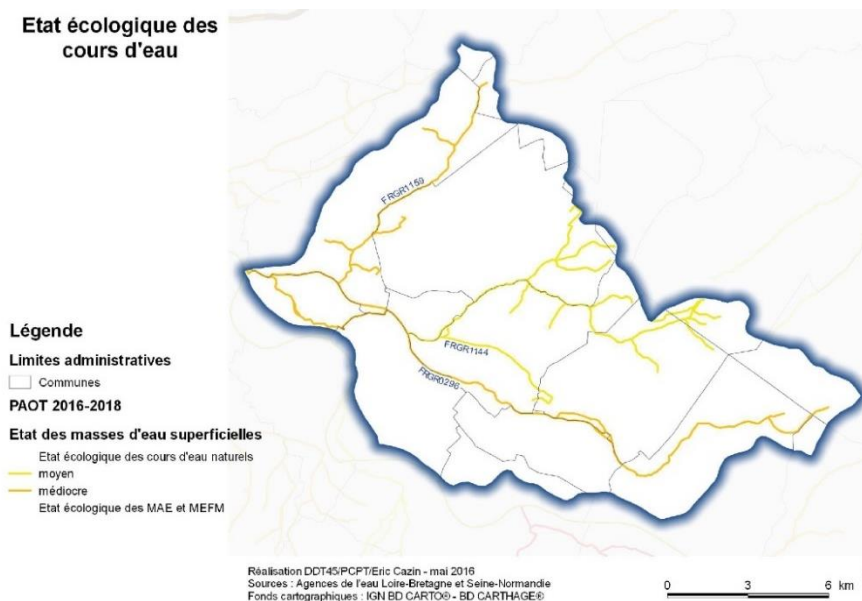 Etat écologique des
cours d'eau
FRGR1159
FRGR1144
FRGR0296
Légende
Limites administratives
Communes
PAOT 2016-2018
Etat des masses d'eau superficielles
Etat écologique des cours d'eau naturels
moyen
médiocre
Etat écologique des MAE et MEFM
Réalisation DDT45/PCPT/Eric Cazin - mai 2016
Sources : Agences de l'eau Loire-Bretagne et Seine-Normandie
Fonds cartographiques : IGN BD CARTO® - BD CARTHAGE®
0 3 6 km